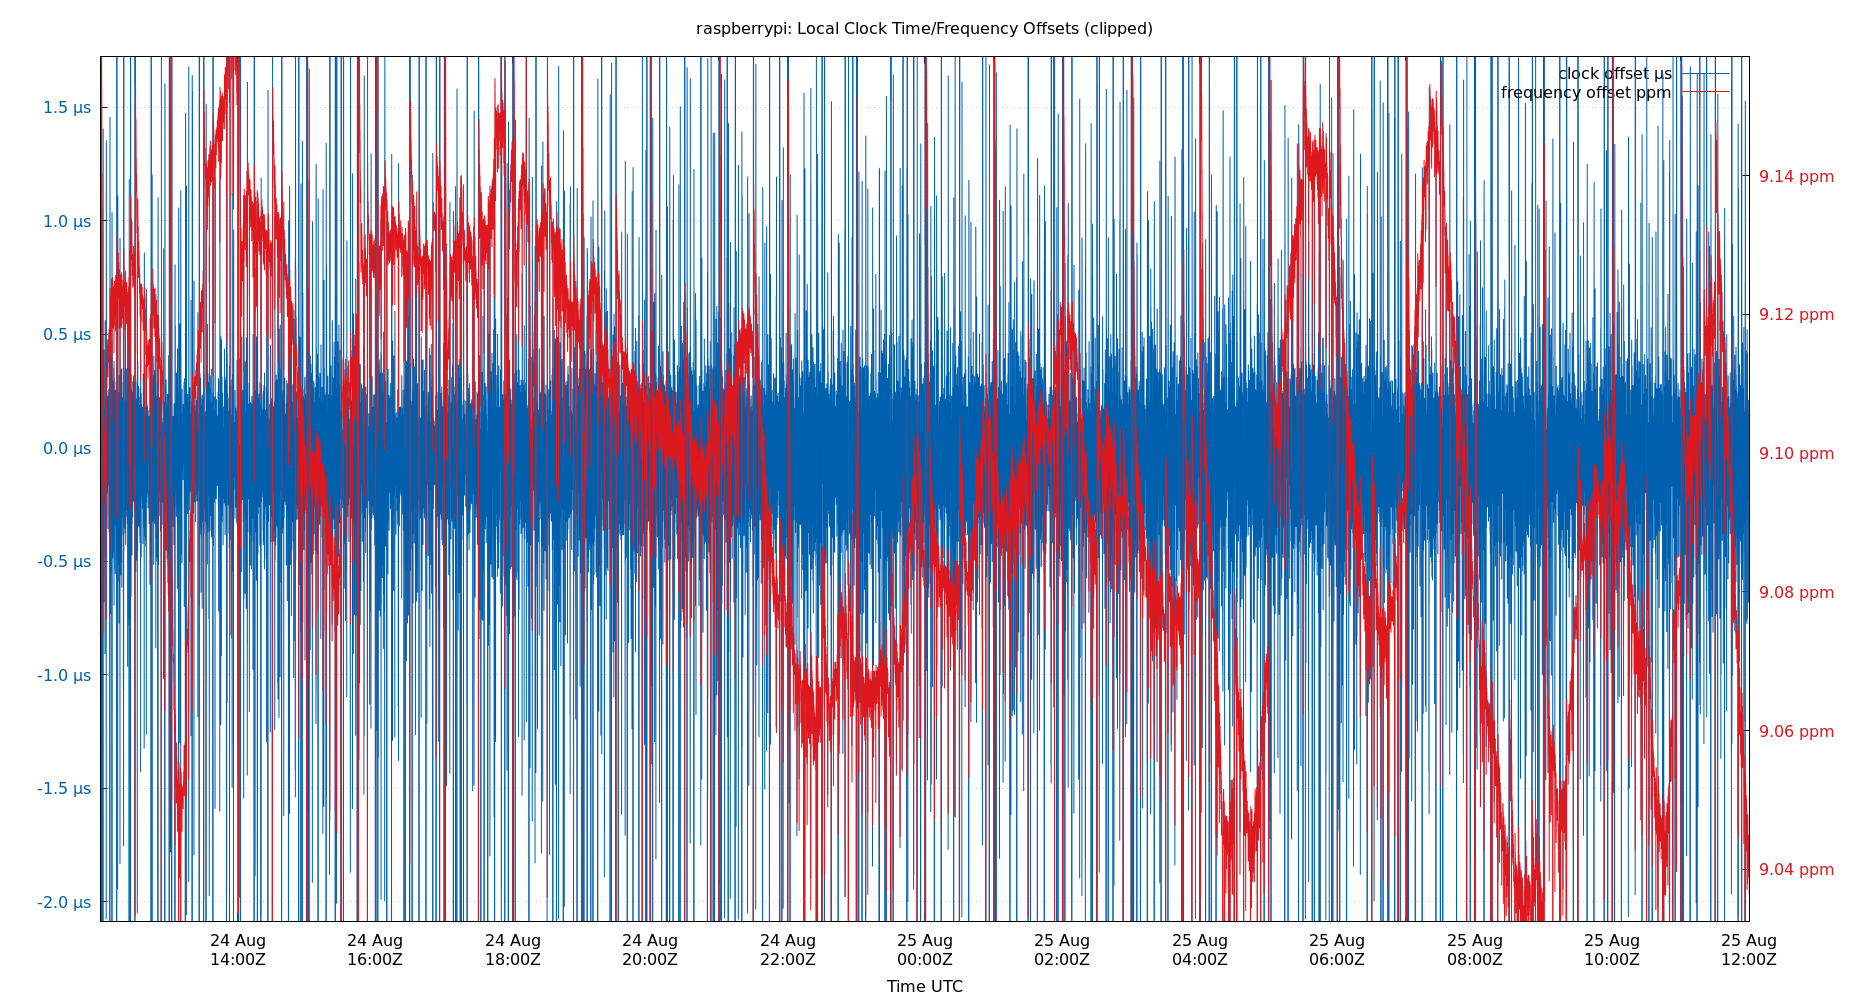 raspberrypi: Local Clock Time/Frequency Offsets (clipped)
clock offset µs
frequency offset ppm
1.5 µs
1.0 µs
0.5 µs
0.0 µs
-0.5 µs
-1.0 µs
-1.5 µs
-2.0 µs
9.14 ppm
9.12 ppm
9.10 ppm
9.08 ppm
9.06 ppm
9.04 ppm
24 Aug
14:00Z
24 Aug
16:00Z
24 Aug
18:00Z
24 Aug
20:00Z
24 Aug
22:00Z
25 Aug
00:00Z
25 Aug
02:00Z
25 Aug
04:00Z
25 Aug
06:00Z
25 Aug
08:00Z
25 Aug
10:00Z
25 Aug
12:00Z
Time UTC